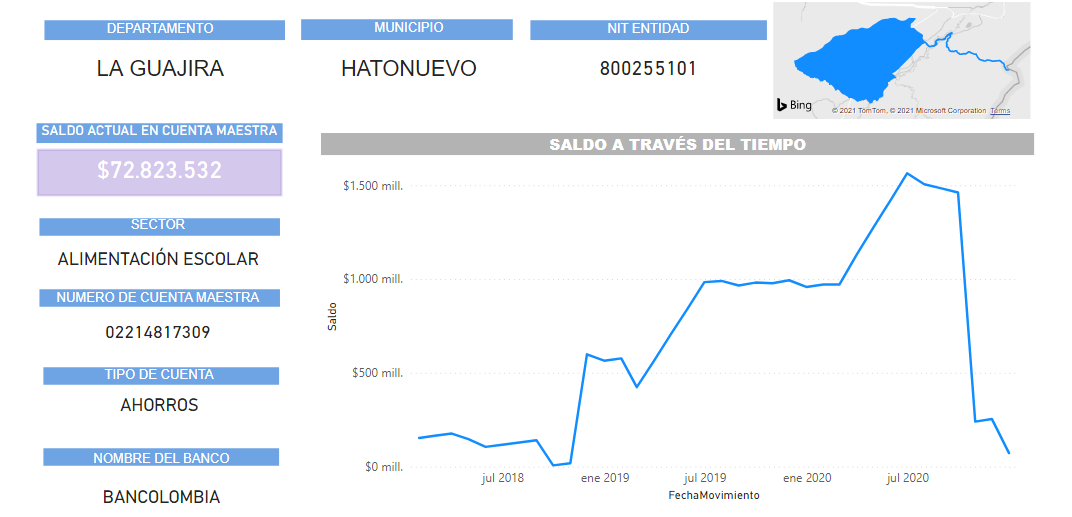 DEPARTAMENTO
LA GUAJIRA
MUNICIPIO
HATONUEVO
NIT ENTIDAD
800255101
Bing
© 2021 TomTom, © 2021 Microsoft Corporation Terms
SALDO ACTUAL EN CUENTA MAESTRA
$72.823.532
SECTOR
ALIMENTACIÓN ESCOLAR
NUMERO DE CUENTA MAESTRA
02214817309
TIPO DE CUENTA
AHORROS
NOMBRE DEL BANCO
BANCOLOMBIA
SALDO A TRAVÉS DEL TIEMPO
$1.500 mill.
$1.000 mill.
$500 mill.
$0 mill.
Saldo
jul 2018
ene 2019
jul 2019
ene 2020
jul 2020
FechaMovimiento